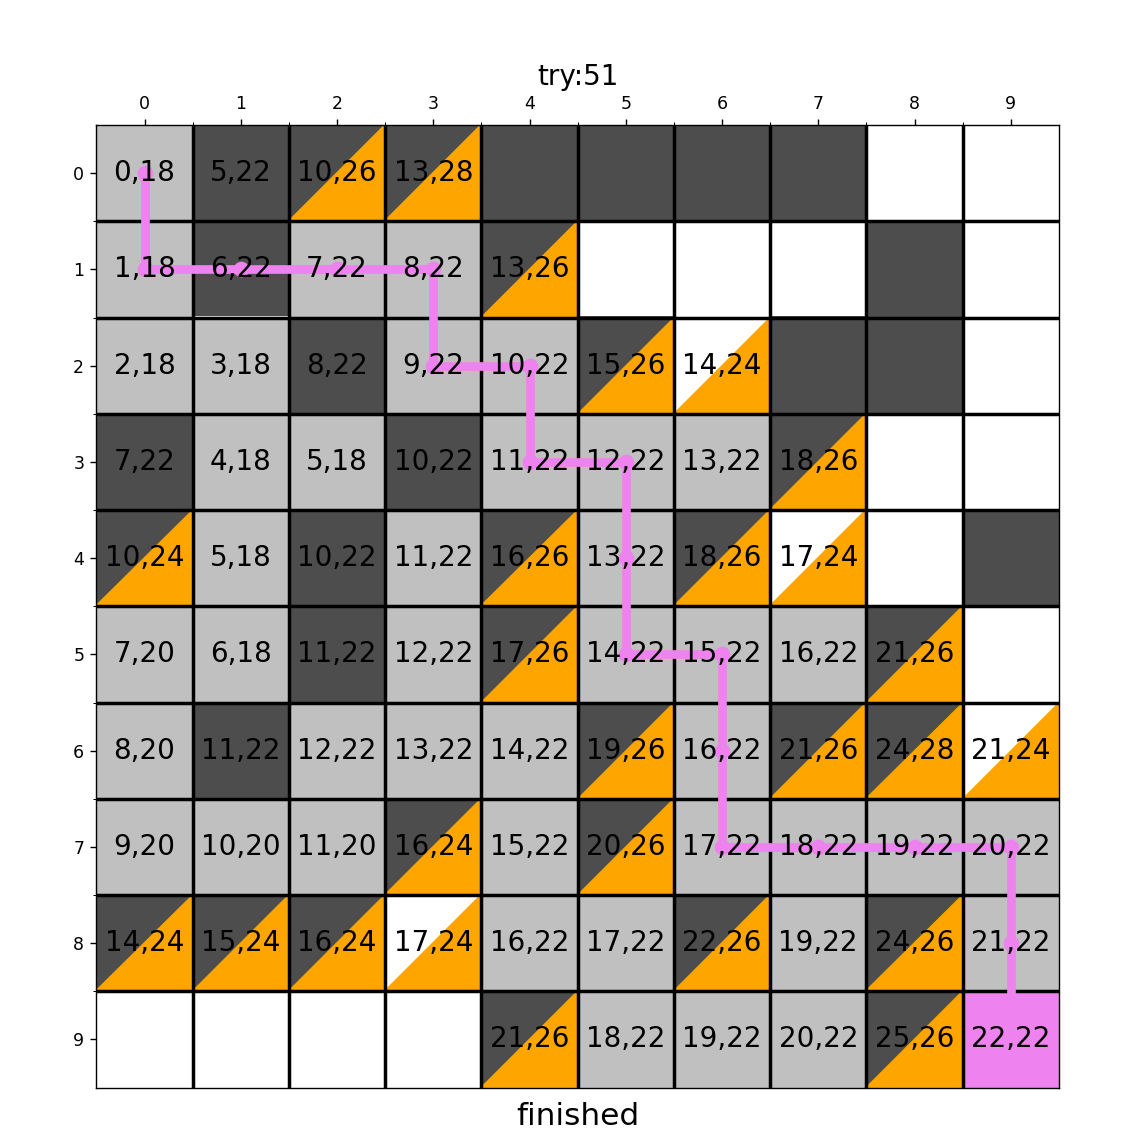 try:51
0 1 2 3 4 5 6 7 8 9
0 0,18 5,22 10,26 13,28
1 1,18 6,22 7,22 8,22 13,26
2 2,18 3,18 8,22 9,22 10,22 15,26 14,24
3 7,22 4,18 5,18 10,22 11,22 12,22 13,22 18,26
4 10,24 5,18 10,22 11,22 16,26 13,22 18,26 17,24
5 7,20 6,18 11,22 12,22 17,26 14,22 15,22 16,22 21,26
6 8,20 11,22 12,22 13,22 14,22 19,26 16,22 21,26 24,28 21,24
7 9,20 10,20 11,20 16,24 15,22 20,26 17,22 18,22 19,22 20,22
8 14,24 15,24 16,24 17,24 16,22 17,22 22,26 19,22 24,26 21,22
9 21,26 18,22 19,22 20,22 25,26 22,22
finished